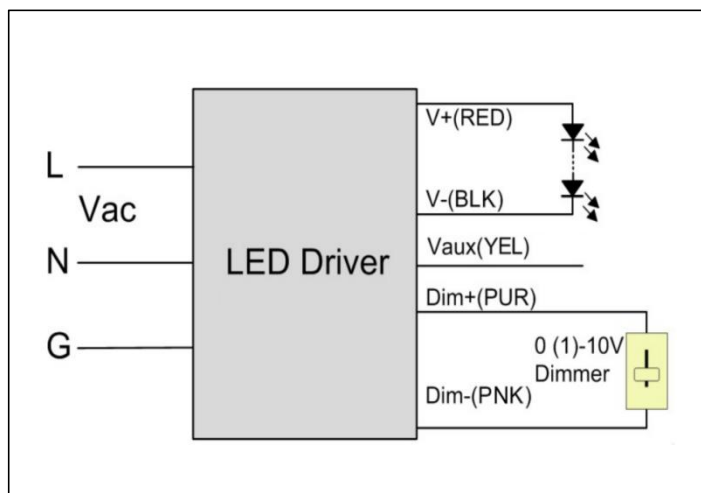 L
Vac
N
G
LED Driver
V+(RED)
V-(BLK)
Vaux(YEL)
Dim+(PUR)
0 (1)-10V
Dimmer
Dim-(PNK)